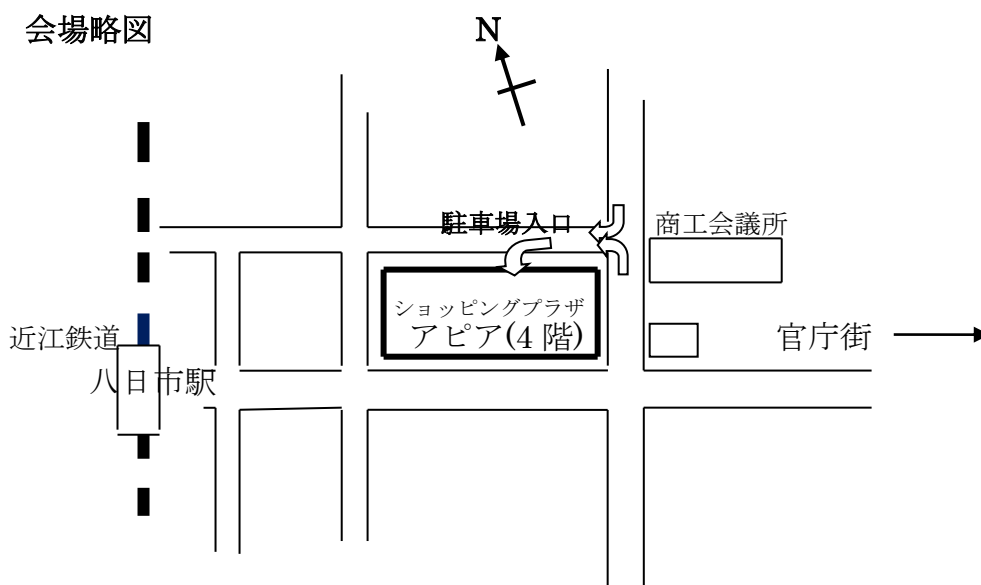 会場略図
N
駐車場入口
商工会議所
ショッピングプラザ
アピア(4 階)
近江鉄道
八日市駅
官庁街